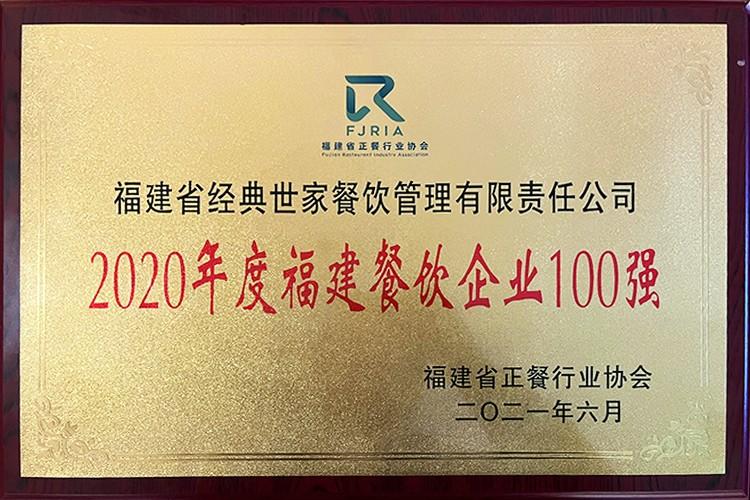 FJRIA
福建省正餐行业协会
Fujian Restaurant Industry Association
福建省经典世家餐饮管理有限责任公司
2020年度福建餐饮企业100强
福建省正餐行业协会
二〇二一年六月